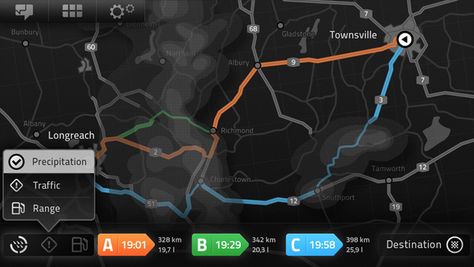 60
68
Bunbury
Gladstone
Townsville
Northam
Albury
9
3
Albany
Longreach
Richmond
Precipitation
2
Tamworth
Traffic
Charlestown
12
Southport
12
Range
51
A 19:01 328 km
19,7 l
B 19:29 342 km
20,3 l
C 19:58 398 km
25,9 l
Destination